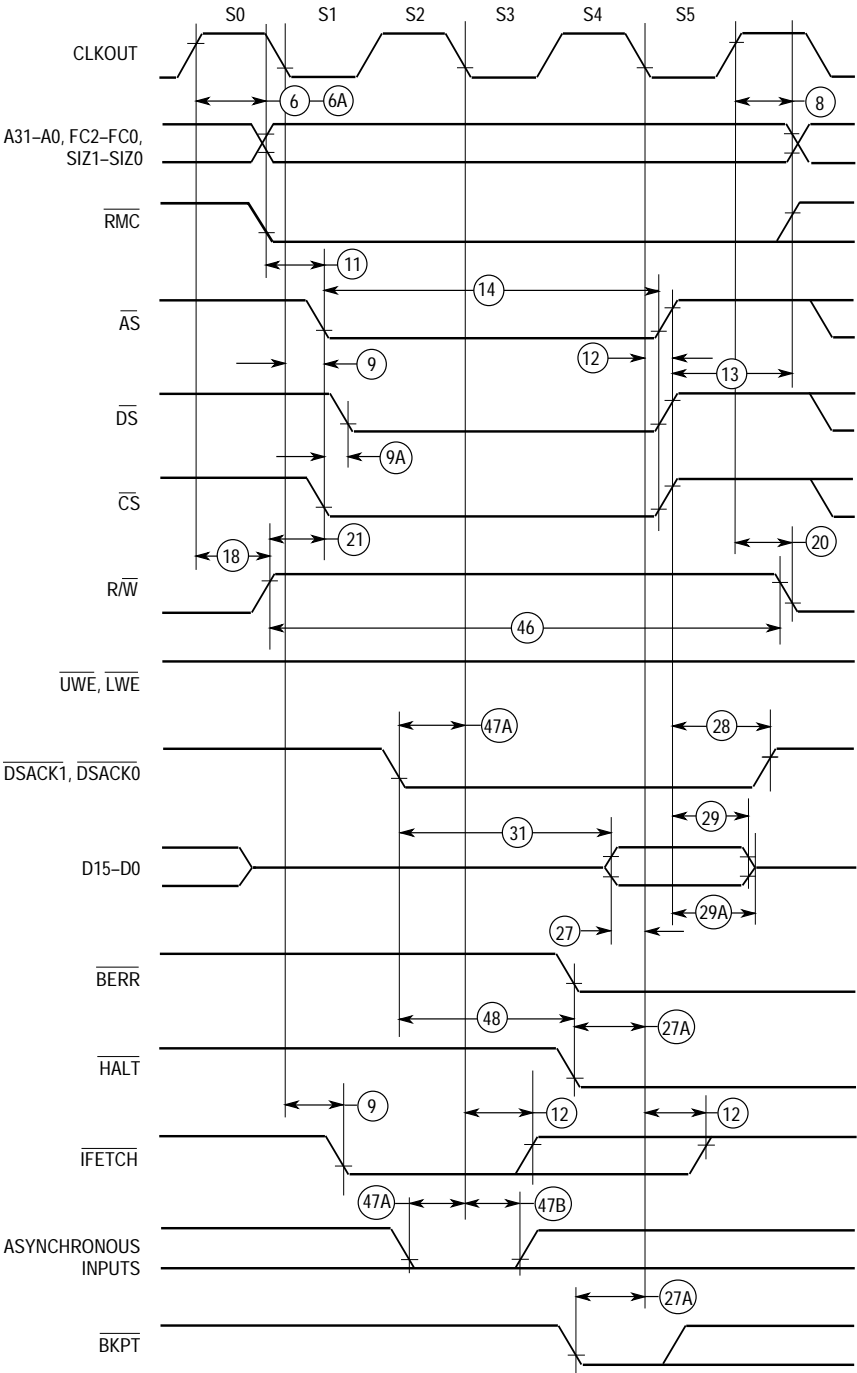 S0 S1 S2 S3 S4 S5
CLKOUT
6 6A 8
A31–A0, FC2–FC0,
SIZ1–SIZ0
RMC
11
14
AS
9 12 13
DS
9A
CS
18 21 20
R/W
46
UWE, LWE
47A 28
DSACK1, DSACK0
31 29
D15–D0
29A
27
BERR
48 27A
HALT
9 12 12
IFETCH
47A 47B
ASYNCHRONOUS
INPUTS
27A
BKPT